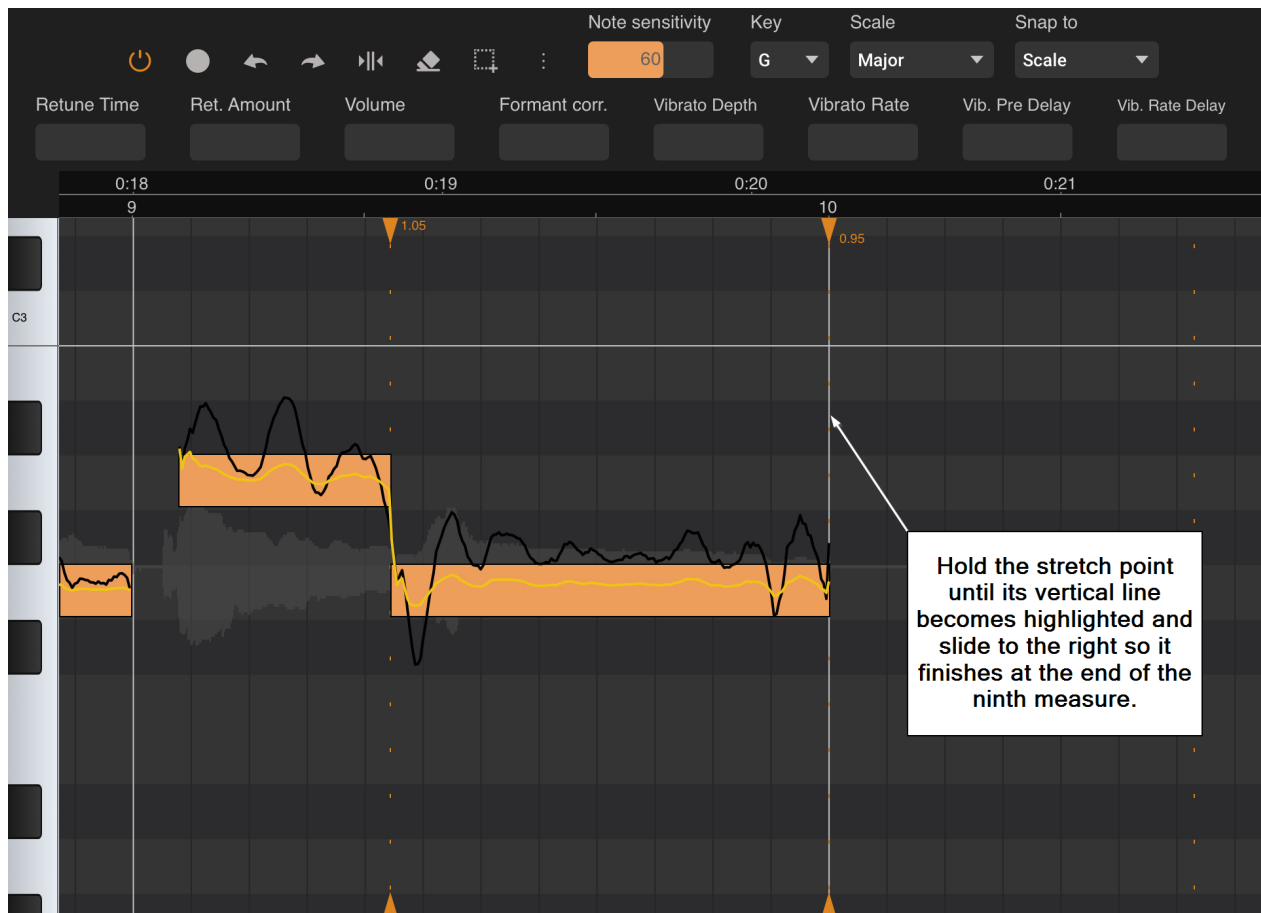 Note sensitivity Key Scale Snap to
60 G Major Scale
Retune Time Ret. Amount Volume Formant corr. Vibrato Depth Vibrato Rate Vib. Pre Delay Vib. Rate Delay
0:18 0:19 0:20 0:21
9 10
1.05
0.95
C3
Hold the stretch point
until its vertical line
becomes highlighted and
slide to the right so it
finishes at the end of the
ninth measure.